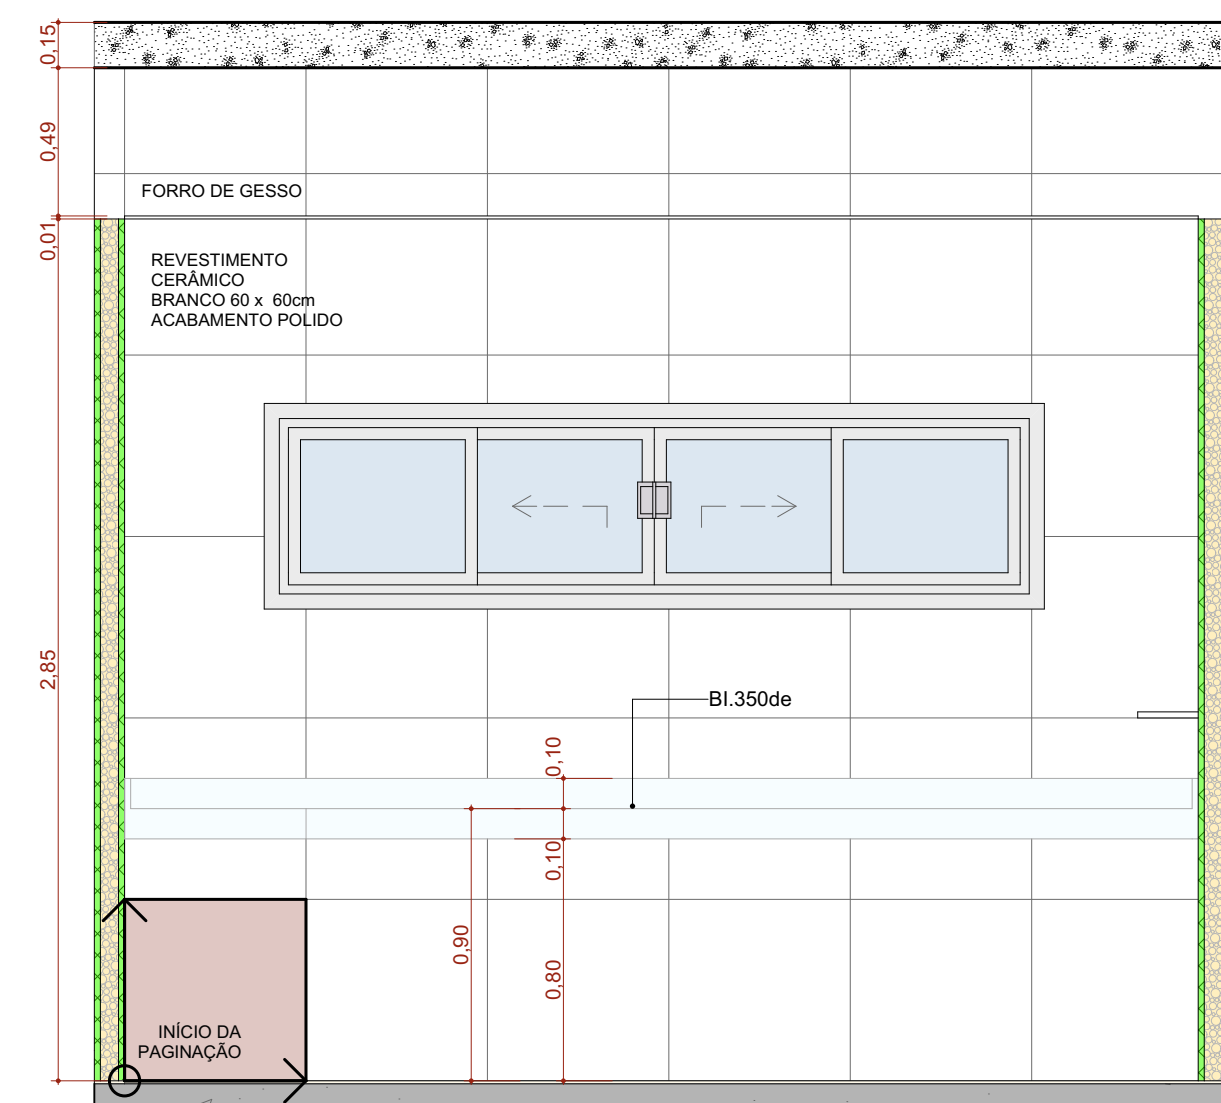 0,15
0,49
FORRO DE GESSO
0,01
REVESTIMENTO
CERÂMICO
BRANCO 60 x 60cm
ACABAMENTO POLIDO
2,85
BI.350de
0,10
0,10
0,90
0,80
INÍCIO DA
PAGINAÇÃO